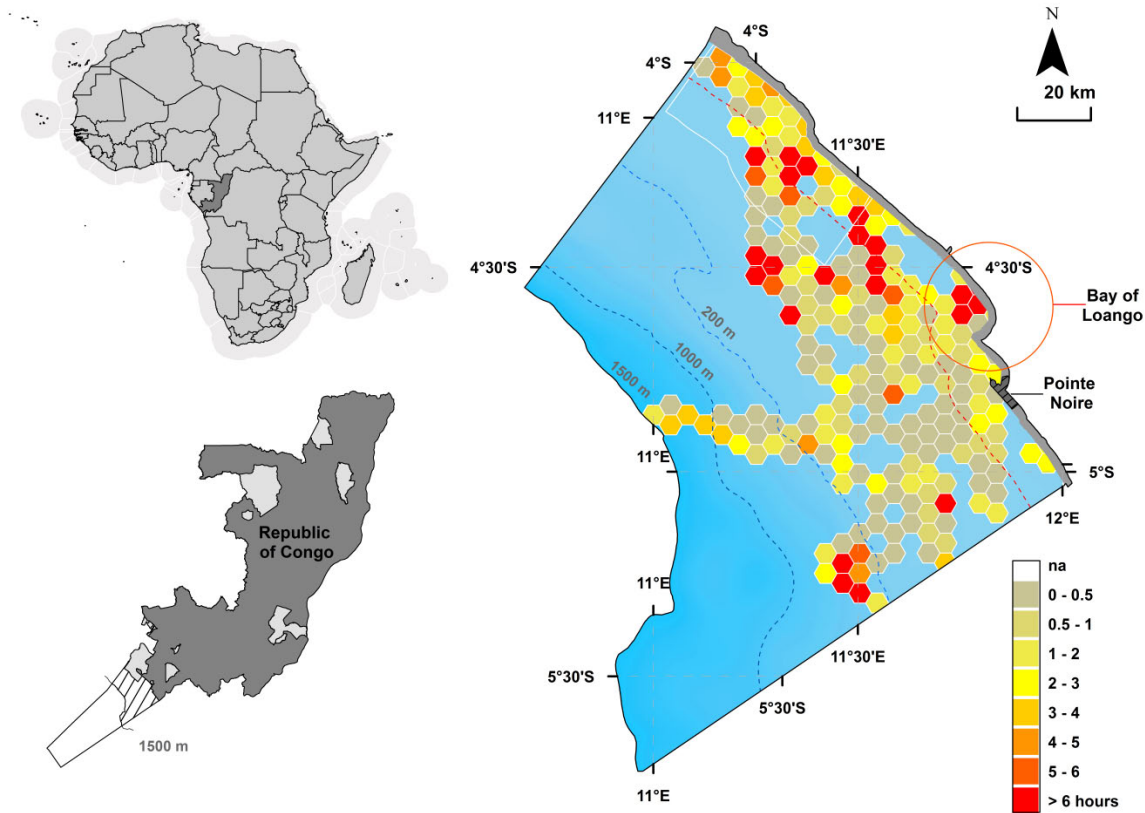 N
20 km
4°S
4°S
11°E
11°30'E
4°30'S
4°30'S
Bay of
Loango
200 m
1000 m
1500 m
Pointe
Noire
11°E
5°S
12°E
11°E
11°30'E
5°30'S
5°30'S
11°E
Republic
of Congo
1500 m
na
0 - 0.5
0.5 - 1
1 - 2
2 - 3
3 - 4
4 - 5
5 - 6
> 6 hours